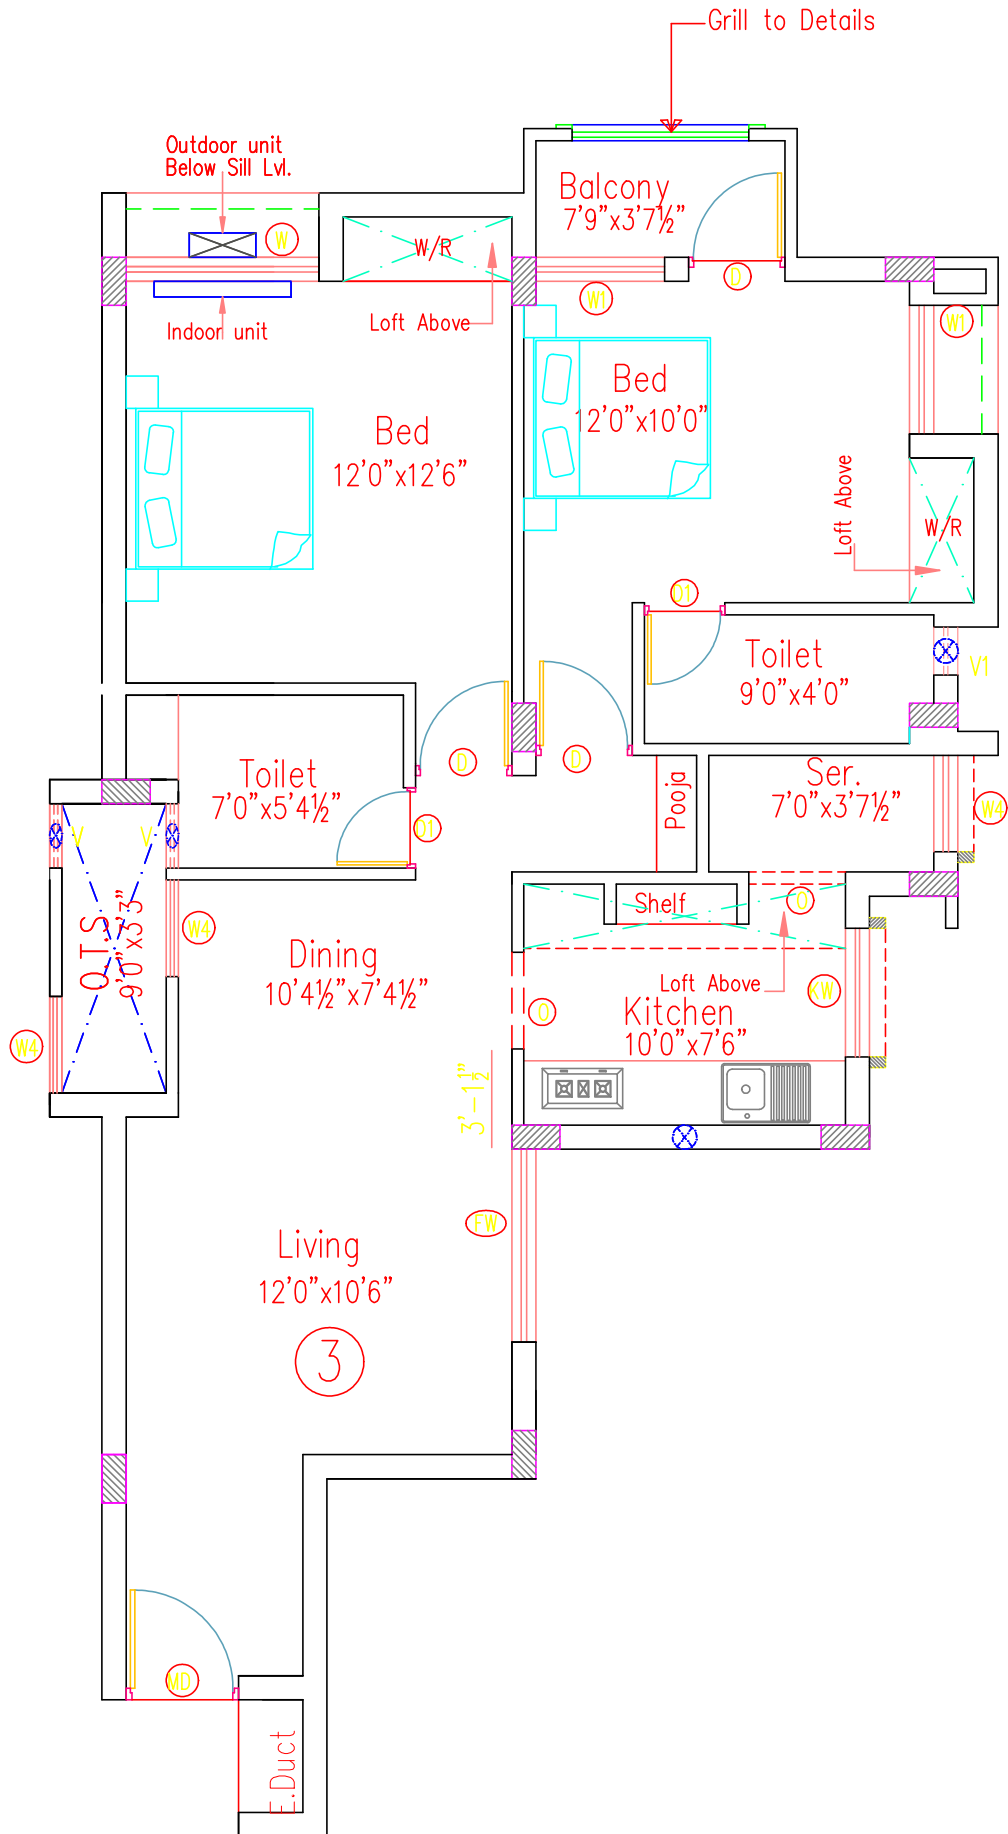 Grill to Details
Outdoor unit
Below Sill Lvl.
Balcony
7'9"x3'7½"
W
W/R
D
W1
W1
Indoor unit
Loft Above
Bed
12'0"x10'0"
Bed
12'0"x12'6"
Loft Above
W/R
D1
Toilet
9'0"x4'0"
V1
D
D
Toilet
7'0"x5'4½"
Pooja
Ser.
7'0"x3'7½"
W4
V
V
D1
Shelf
O
O.T.S
9'0"x3'3"
W4
Dining
10'4½"x7'4½"
Loft Above
KW
Kitchen
10'0"x7'6"
O
W4
3'-1½"
FW
Living
12'0"x10'6"
3
MD
E.Duct